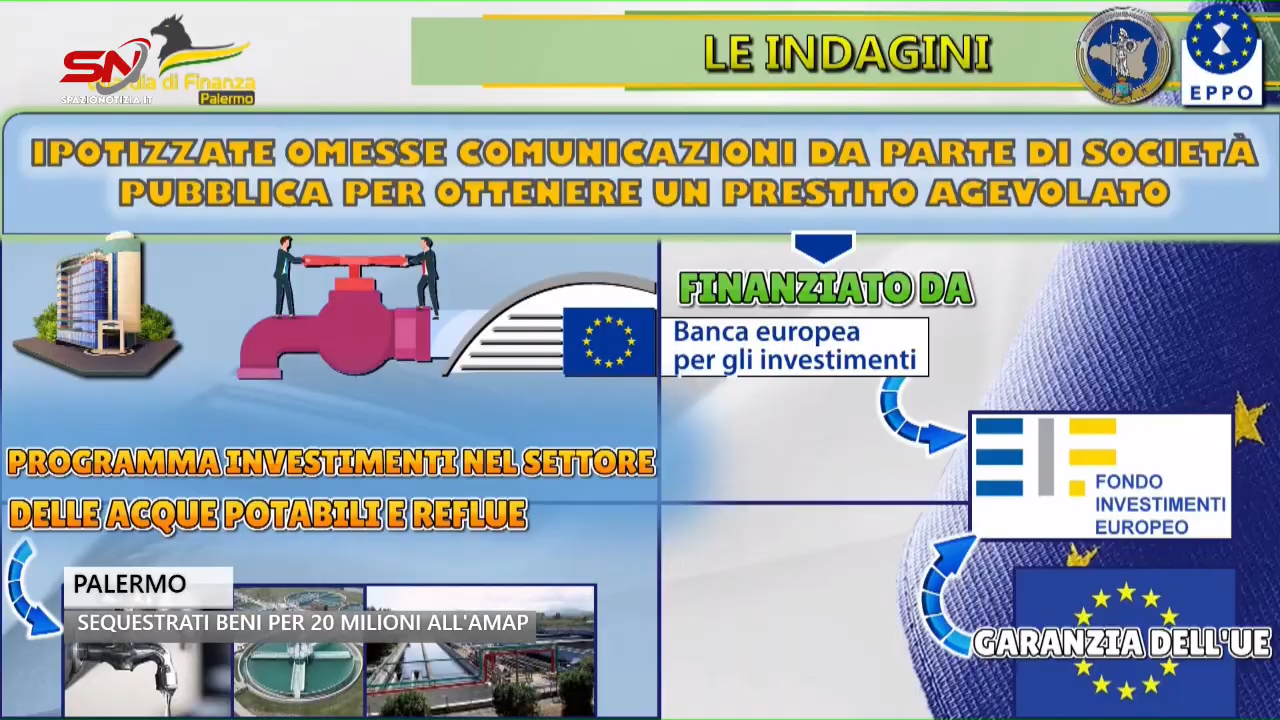 SN
SPAZIONOTIZIA.IT
dia di Finanza
Palermo
LE INDAGINI
EPPO
IPOTIZZATE OMESSE COMUNICAZIONI DA PARTE DI SOCIETÀ
PUBBLICA PER OTTENERE UN PRESTITO AGEVOLATO
FINANZIATO DA
Banca europea
per gli investimenti
PROGRAMMA INVESTIMENTI NEL SETTORE
DELLE ACQUE POTABILI E REFLUE
FONDO
INVESTIMENTI
EUROPEO
PALERMO
SEQUESTRATI BENI PER 20 MILIONI ALL'AMAP
GARANZIA DELL'UE